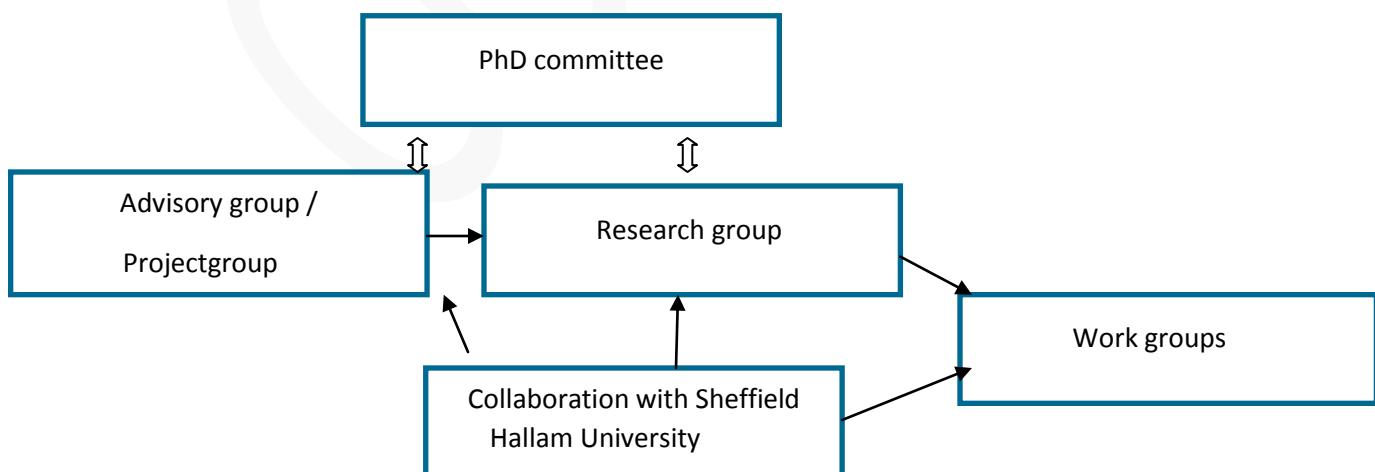 PhD committee
Advisory group /
Projectgroup
Research group
Work groups
Collaboration with Sheffield
Hallam University